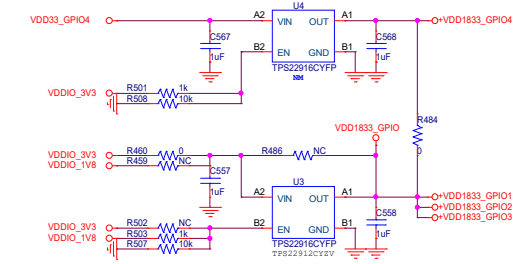 U4
VDD33_GPIO4 A2 VIN OUT A1 +VDD1833_GPIO4
C567 C568
1uF B2 EN GND B1 1uF
TPS22916CYFP
NM
VDDIO_3V3 R501 1k
R508 10k
R484
0
VDD1833_GPIO
VDDIO_3V3 R460 0 R486 NC
VDDIO_1V8 R459 NC
C557
1uF
U3
A2 VIN OUT A1 +VDD1833_GPIO1
+VDD1833_GPIO2
+VDD1833_GPIO3
C558
VDDIO_3V3 R502 NC B2 EN GND B1 1uF
VDDIO_1V8 R503 1k
R507 10k
TPS22916CYFP
TPS22912CYZV